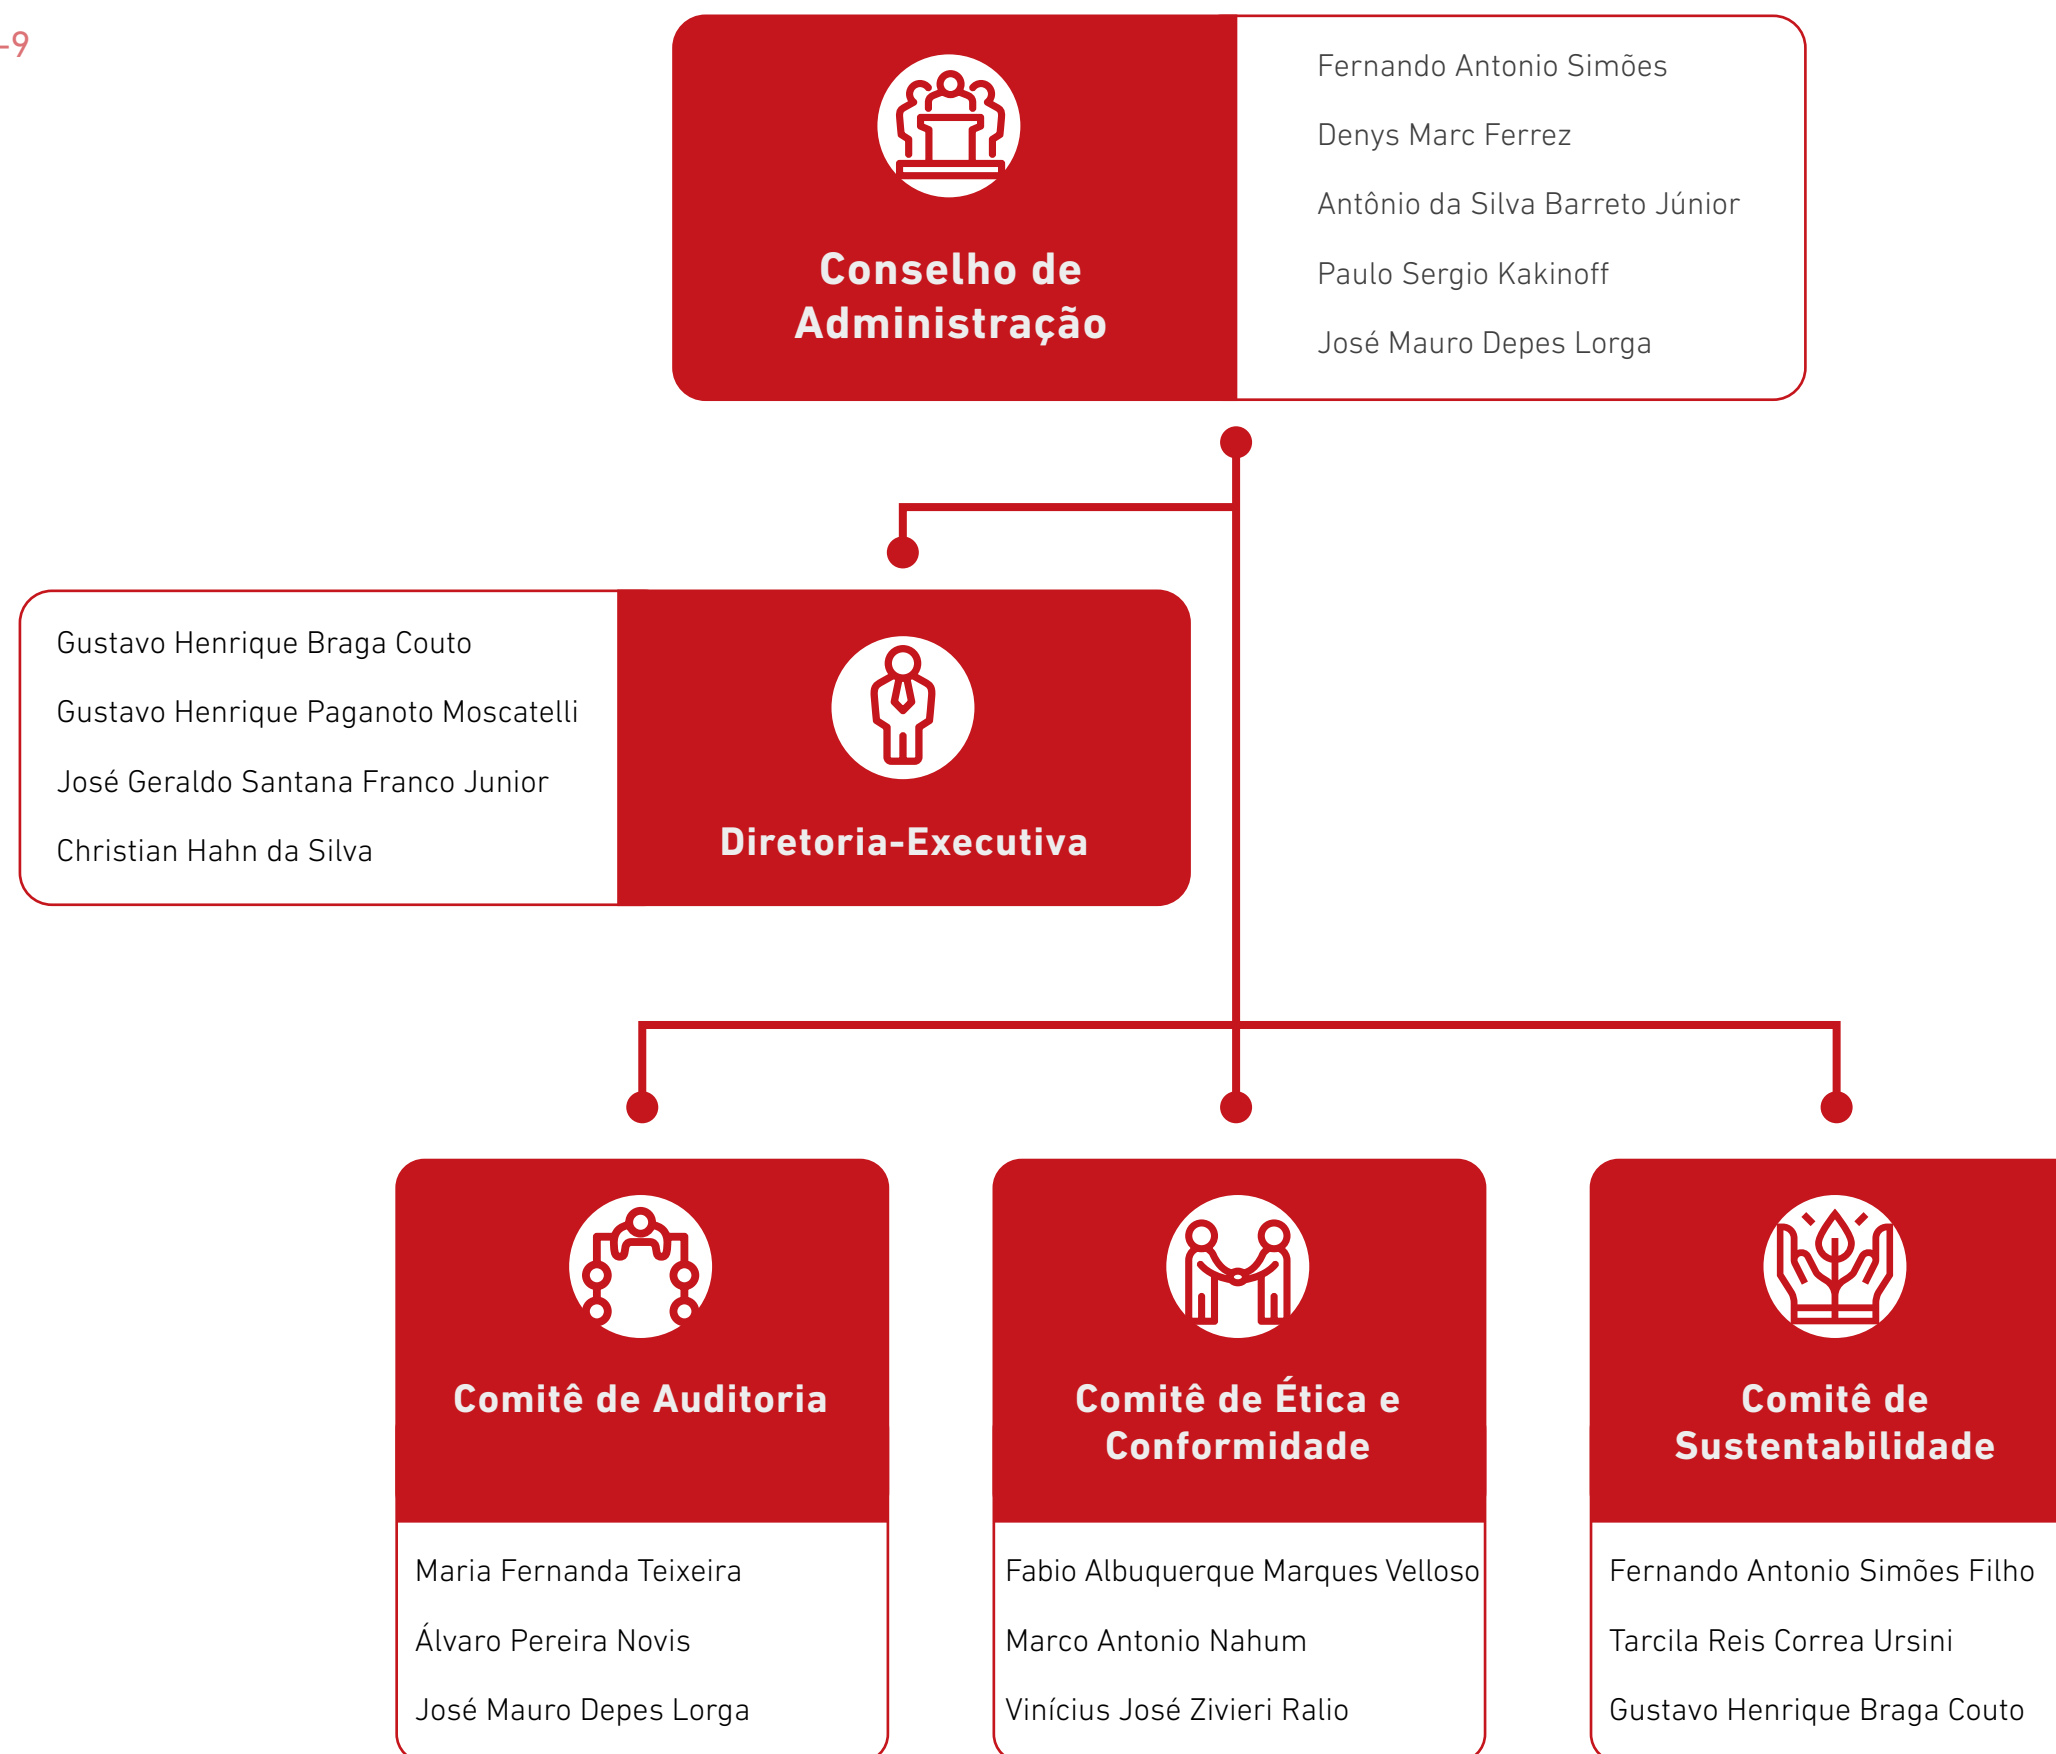 -9
Conselho de
Administração
Fernando Antonio Simões
Denys Marc Ferrez
Antônio da Silva Barreto Júnior
Paulo Sergio Kakinoff
José Mauro Depes Lorga
Gustavo Henrique Braga Couto
Gustavo Henrique Paganoto Moscatelli
José Geraldo Santana Franco Junior
Christian Hahn da Silva
Diretoria-Executiva
Comitê de Auditoria
Maria Fernanda Teixeira
Álvaro Pereira Novis
José Mauro Depes Lorga
Comitê de Ética e
Conformidade
Fabio Albuquerque Marques Velloso
Marco Antonio Nahum
Vinícius José Zivieri Ralio
Comitê de
Sustentabilidade
Fernando Antonio Simões Filho
Tarcila Reis Correa Ursini
Gustavo Henrique Braga Couto